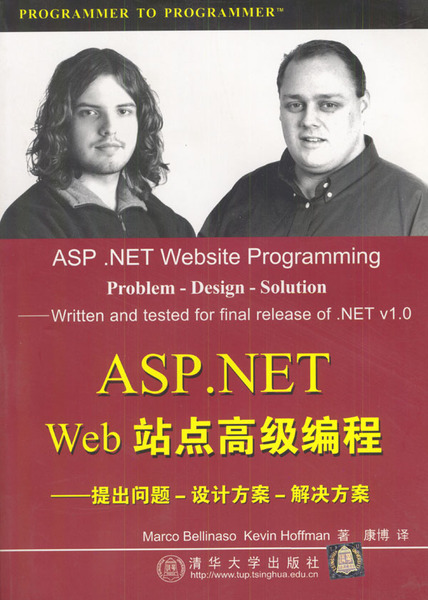 PROGRAMMER TO PROGRAMMER™
ASP .NET Website Programming
Problem - Design - Solution
——Written and tested for final release of .NET v1.0
ASP.NET
Web 站点高级编程
——提出问题－设计方案－解决方案
Marco Bellinaso Kevin Hoffman 著 康博 译
清华大学出版社
http://www.tup.tsinghua.edu.cn